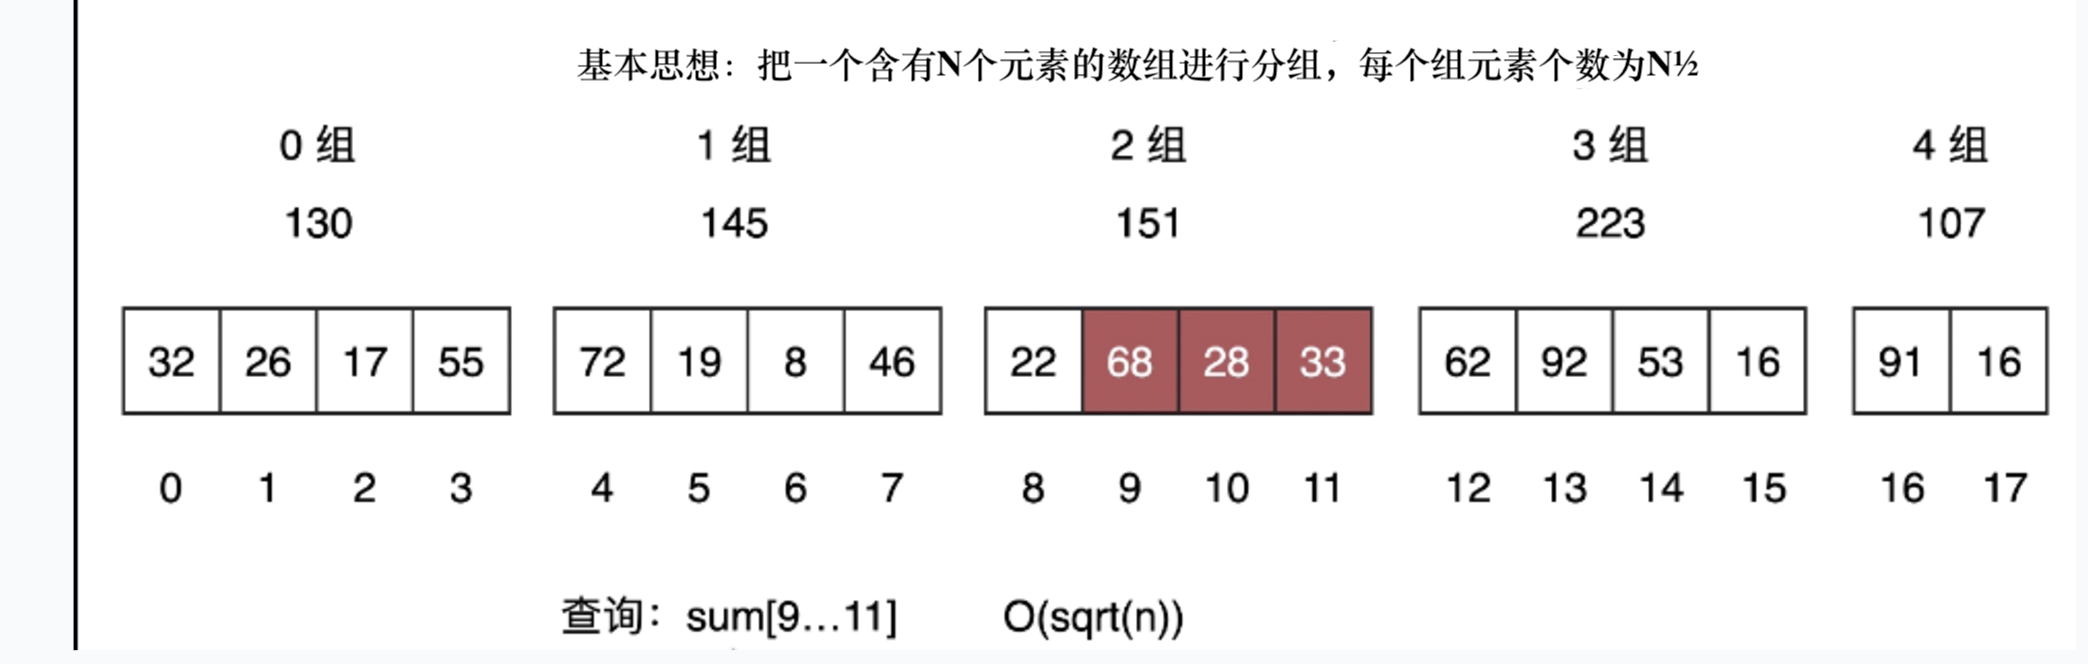 基本思想：把一个含有N个元素的数组进行分组，每个组元素个数为N½
0 组 1 组 2 组 3 组 4 组
130 145 151 223 107
32 26 17 55 72 19 8 46 22 68 28 33 62 92 53 16 91 16
0 1 2 3 4 5 6 7 8 9 10 11 12 13 14 15 16 17
查询：sum[9...11] O(sqrt(n))